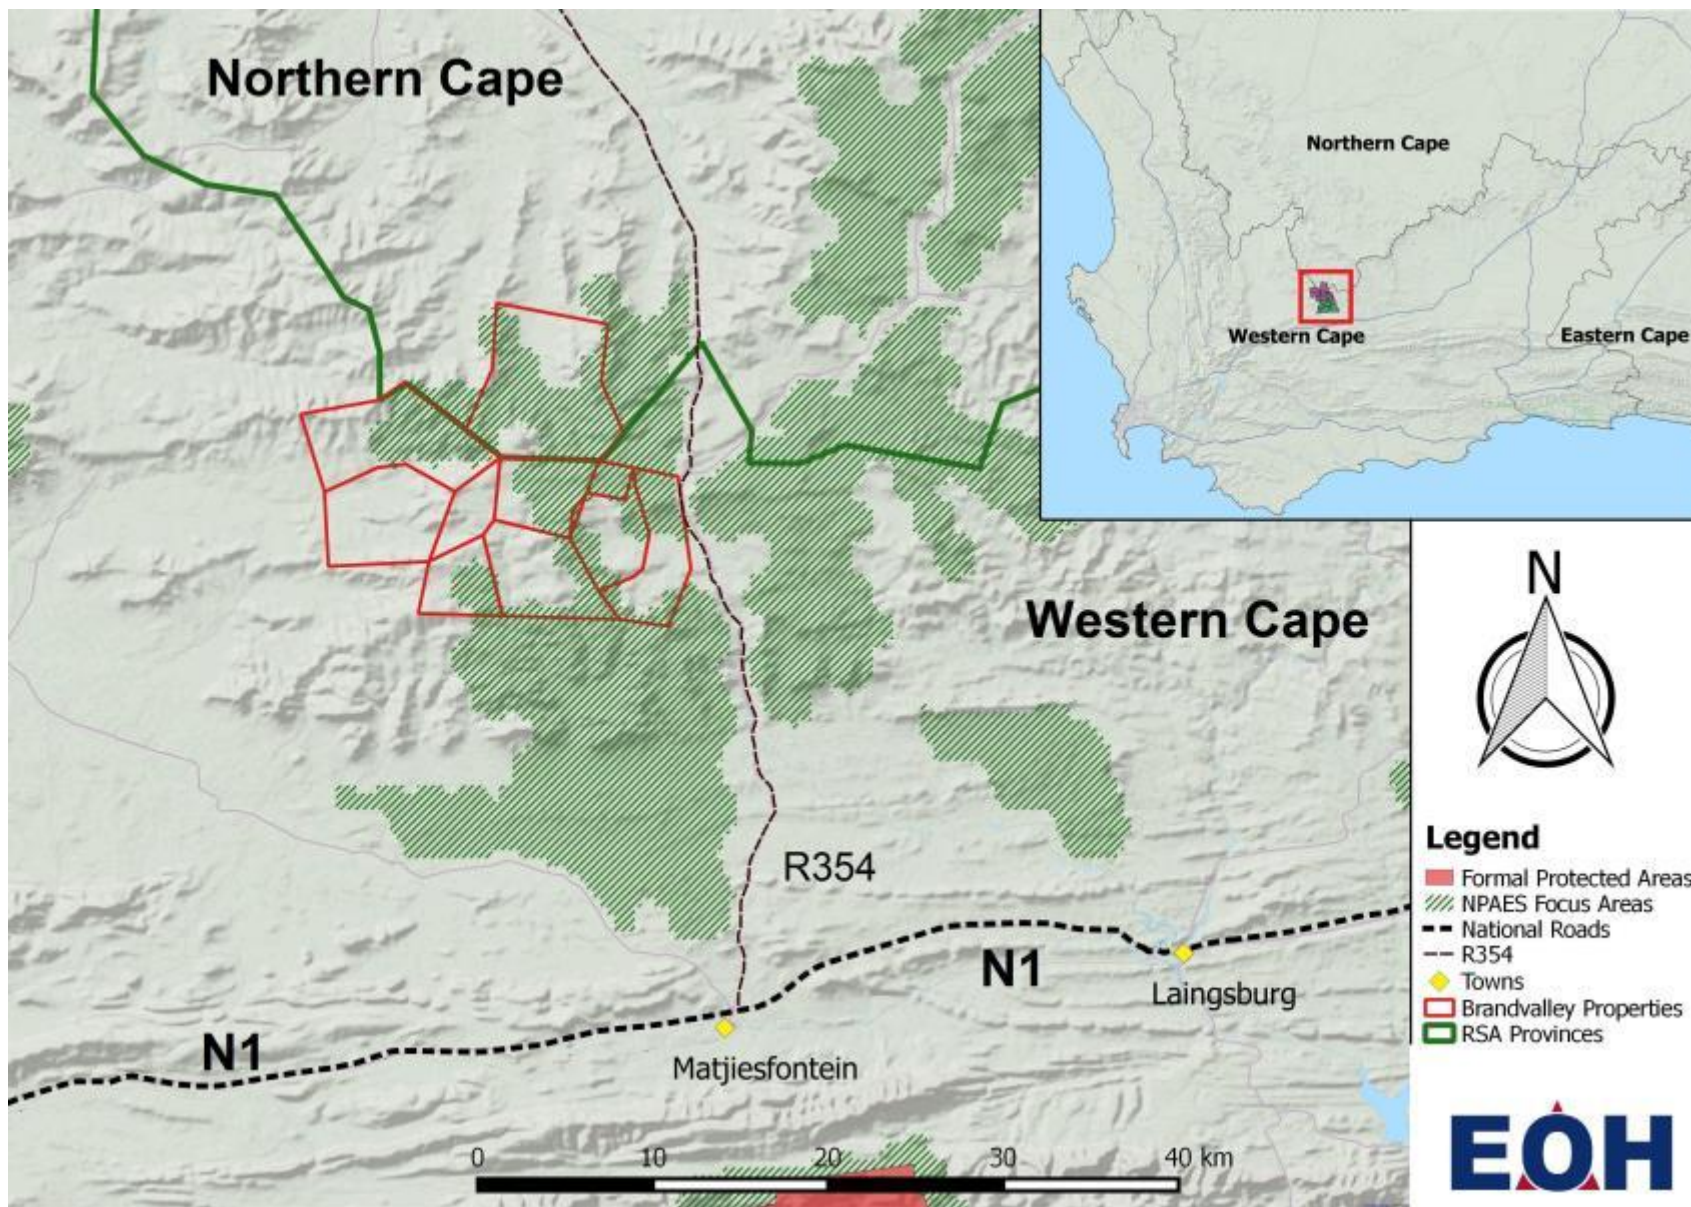 Northern Cape
Northern Cape
Western Cape
Eastern Cape
Western Cape
N
R354
N1
Laingsburg
N1
Matjiesfontein
0 10 20 30 40 km
Legend
Formal Protected Areas
NPAES Focus Areas
National Roads
R354
Towns
Brandvalley Properties
RSA Provinces
EOH